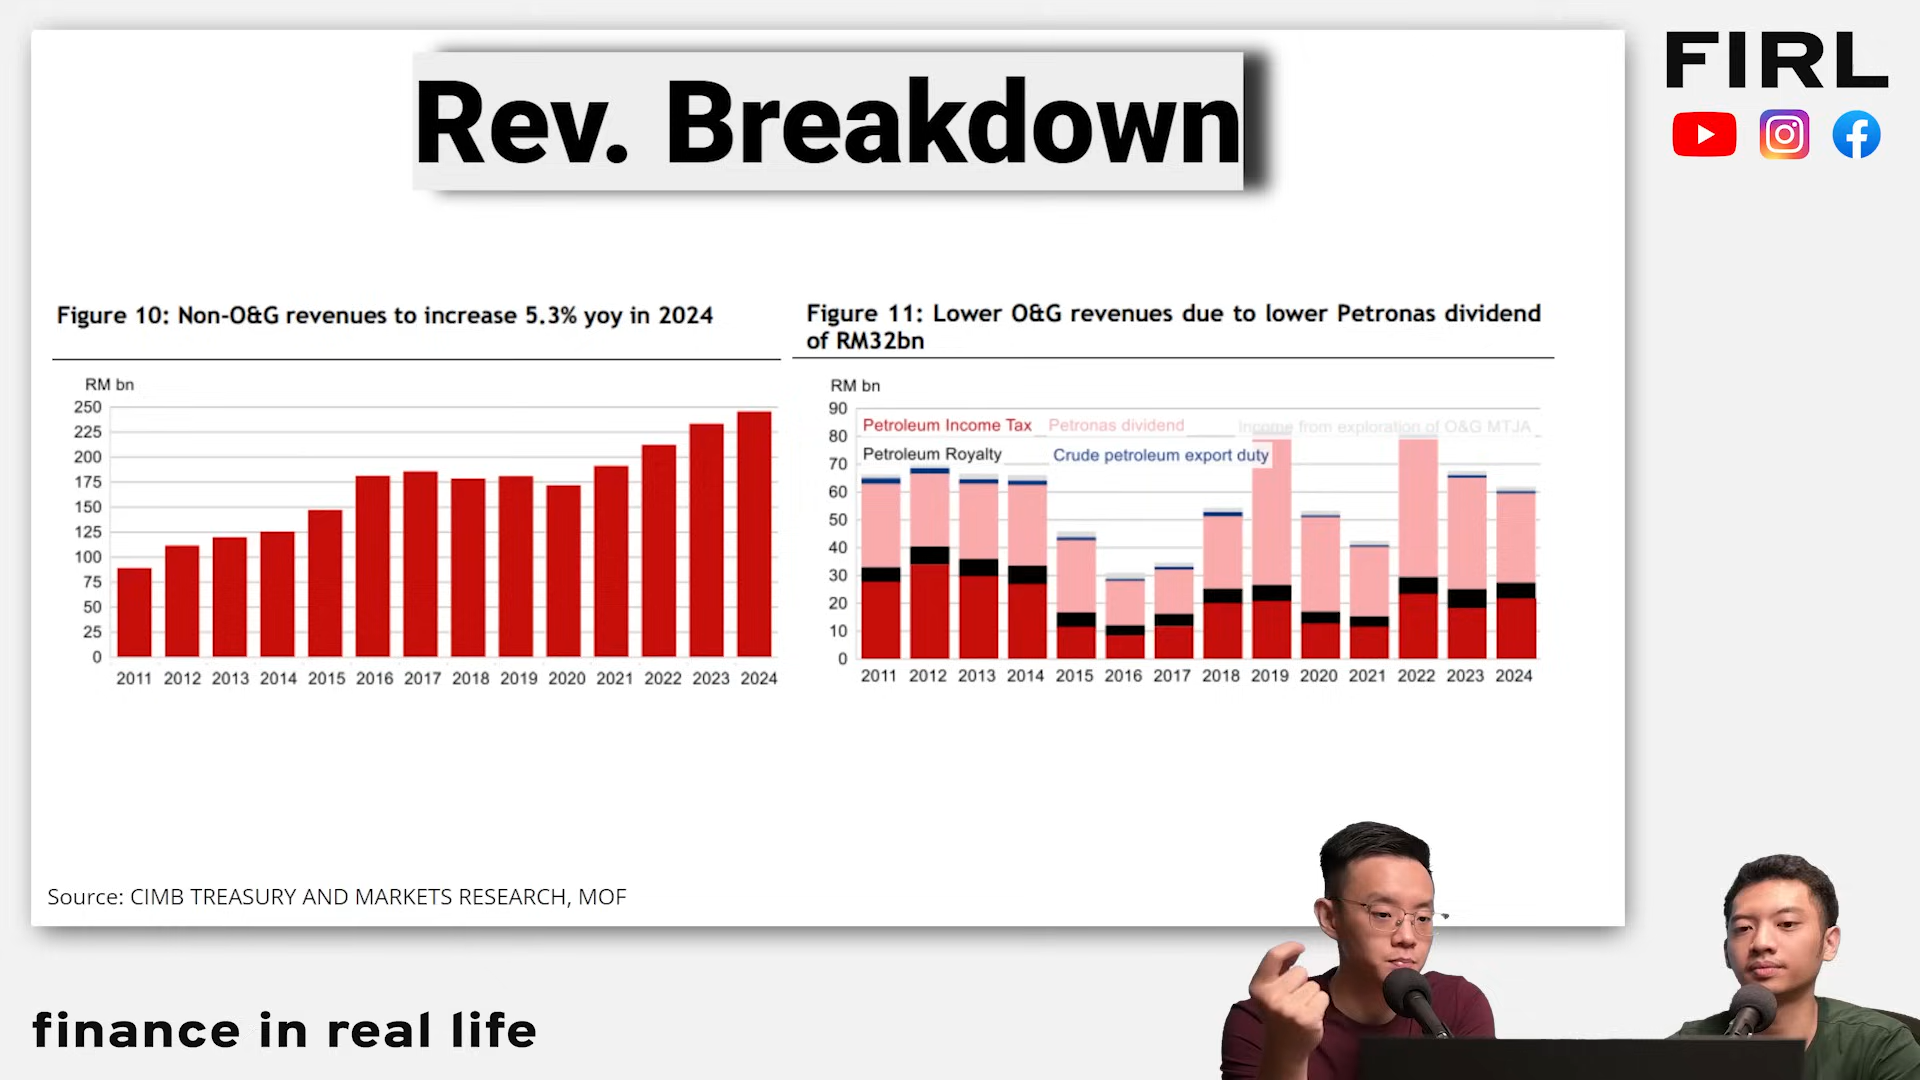 Rev. Breakdown
FIRL
Figure 10: Non-O&G revenues to increase 5.3% yoy in 2024
RM bn
250
225
200
175
150
125
100
75
50
25
0
2011 2012 2013 2014 2015 2016 2017 2018 2019 2020 2021 2022 2023 2024
Figure 11: Lower O&G revenues due to lower Petronas dividend
of RM32bn
RM bn
90
80
70
60
50
40
30
20
10
0
Petroleum Income Tax Petronas dividend Income from exploration of O&G MTJA
Petroleum Royalty Crude petroleum export duty
2011 2012 2013 2014 2015 2016 2017 2018 2019 2020 2021 2022 2023 2024
Source: CIMB TREASURY AND MARKETS RESEARCH, MOF
finance in real life